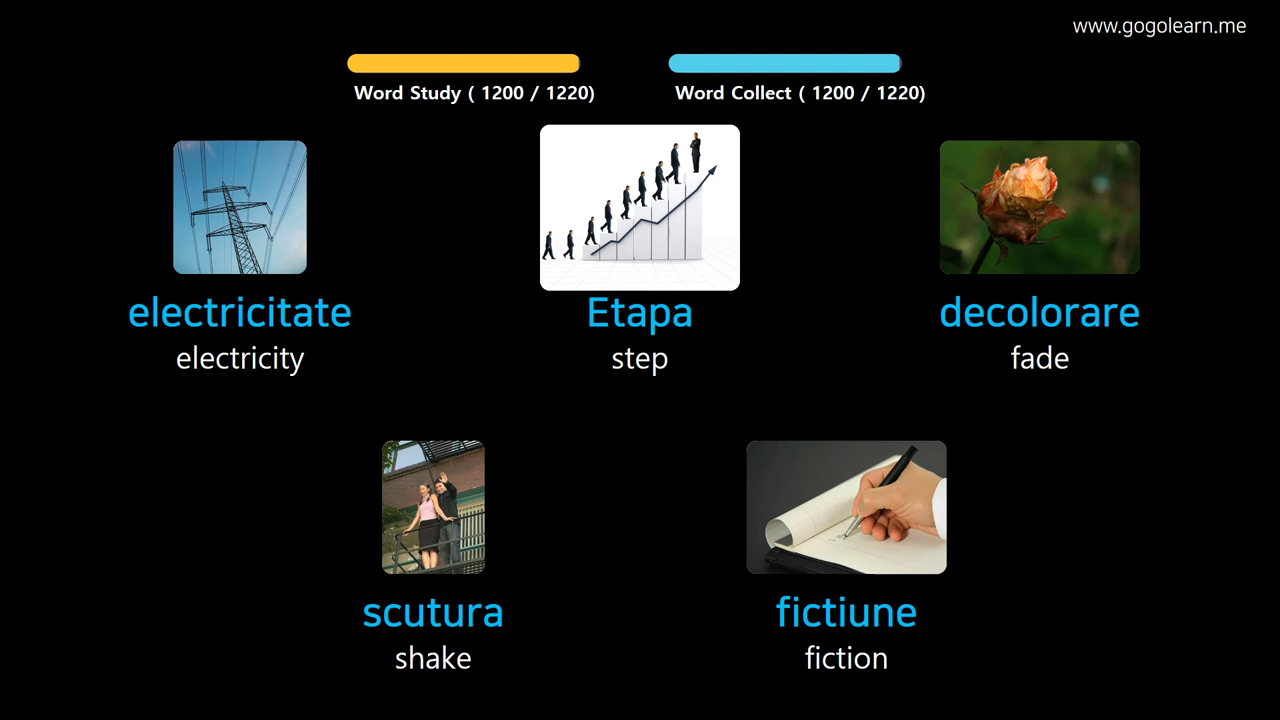 www.gogolearn.me
Word Study ( 1200 / 1220)
Word Collect ( 1200 / 1220)
electricitate
electricity
Etapa
step
decolorare
fade
scutura
shake
fictiune
fiction